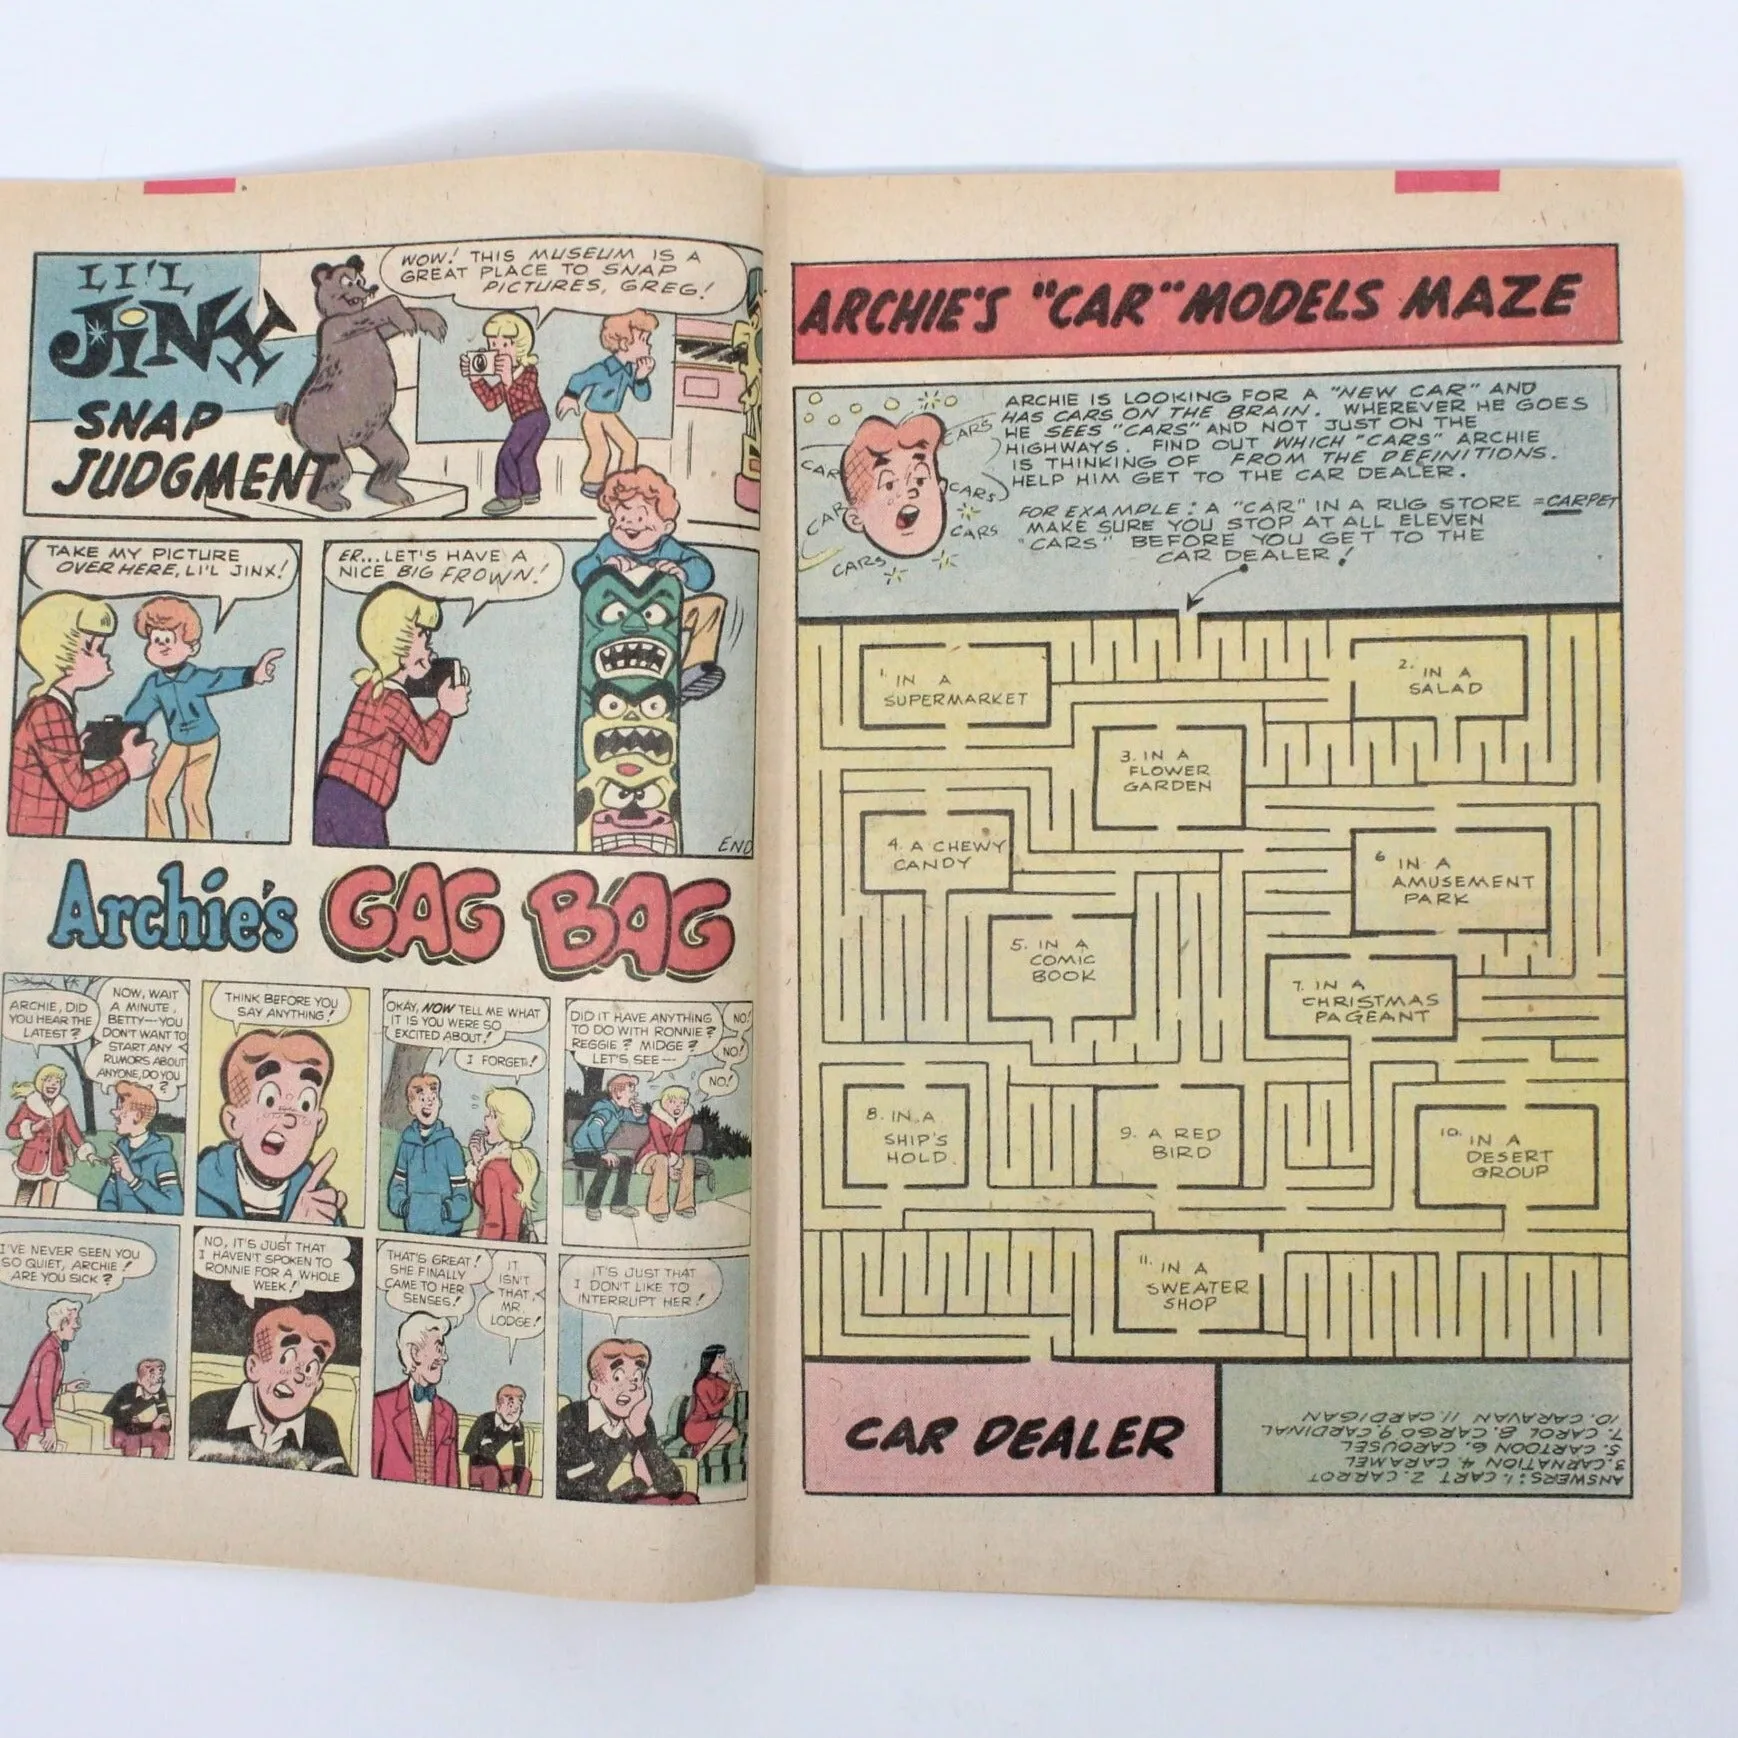 LI'L
JINX
SNAP
JUDGMENT
WOW! THIS MUSEUM IS A
GREAT PLACE TO SNAP
PICTURES, GREG!
TAKE MY PICTURE
OVER HERE, LI'L JINX!
ER...LET'S HAVE A
NICE BIG FROWN!
END
Archie's GAG BAG
ARCHIE, DID
YOU HEAR THE
LATEST?
NOW, WAIT
A MINUTE,
BETTY--YOU
DON'T WANT TO
START ANY
RUMORS ABOUT
ANYONE, DO YOU
?
THINK BEFORE YOU
SAY ANYTHING!
OKAY, NOW TELL ME WHAT
IT IS YOU WERE SO
EXCITED ABOUT!
I FORGET!
DID IT HAVE ANYTHING
TO DO WITH RONNIE?
REGGIE? MIDGE?
LET'S SEE--
NO!
NO!
NO!
I'VE NEVER SEEN YOU
SO QUIET, ARCHIE!
ARE YOU SICK?
NO, IT'S JUST THAT
I HAVEN'T SPOKEN TO
RONNIE FOR A WHOLE
WEEK!
THAT'S GREAT!
SHE FINALLY
CAME TO HER
SENSES!
IT
ISN'T
THAT,
MR.
LODGE!
IT'S JUST THAT
I DON'T LIKE TO
INTERRUPT HER!
ARCHIE'S "CAR" MODELS MAZE
CARS
CAR
CARS
CAR
CARS
CARS
ARCHIE IS LOOKING FOR A "NEW CAR" AND
HAS CARS ON THE BRAIN. WHEREVER HE GOES
HE SEES "CARS" AND NOT JUST ON THE
HIGHWAYS. FIND OUT WHICH "CARS" ARCHIE
IS THINKING OF FROM THE DEFINITIONS.
HELP HIM GET TO THE CAR DEALER.
FOR EXAMPLE: A "CAR" IN A RUG STORE = CARPET
MAKE SURE YOU STOP AT ALL ELEVEN
"CARS" BEFORE YOU GET TO THE
CAR DEALER!
1. IN A
SUPERMARKET
2. IN A
SALAD
3. IN A
FLOWER
GARDEN
4. A CHEWY
CANDY
5. IN A
COMIC
BOOK
6 IN A
AMUSEMENT
PARK
7. IN A
CHRISTMAS
PAGEANT
8. IN A
SHIP'S
HOLD.
9. A RED
BIRD
10. IN A
DESERT
GROUP
11. IN A
SWEATER
SHOP
CAR DEALER
ANSWERS: 1. CART 2. CARROT
3. CARNATION 4. CARAMEL
5. CARTOON 6. CAROUSEL
7. CAROL 8. CARGO 9. CARDINAL
10. CARAVAN 11. CARDIGAN